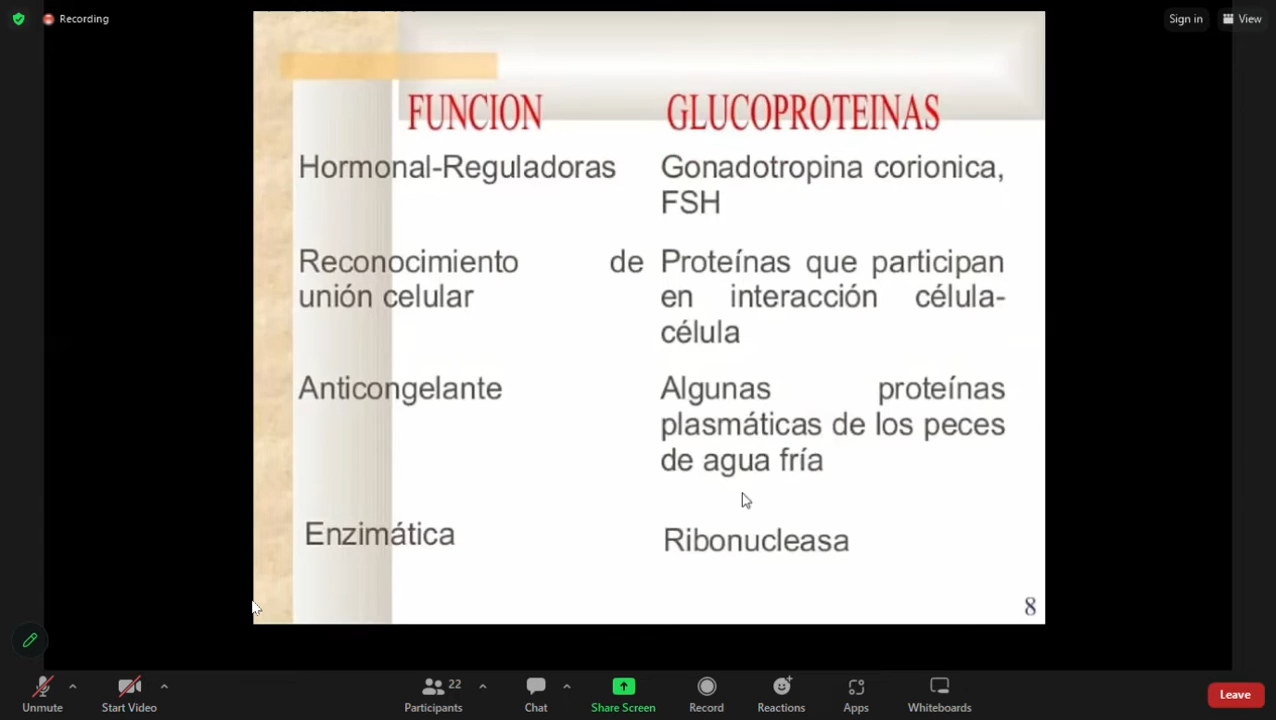 Recording
Sign in
View
FUNCION
GLUCOPROTEINAS
Hormonal-Reguladoras
Gonadotropina corionica,
FSH
Reconocimiento de
unión celular
Proteínas que participan
en interacción célula-
célula
Anticongelante
Algunas proteínas
plasmáticas de los peces
de agua fría
Enzimática
Ribonucleasa
8
Unmute
Start Video
22
Participants
Chat
Share Screen
Record
Reactions
Apps
Whiteboards
Leave